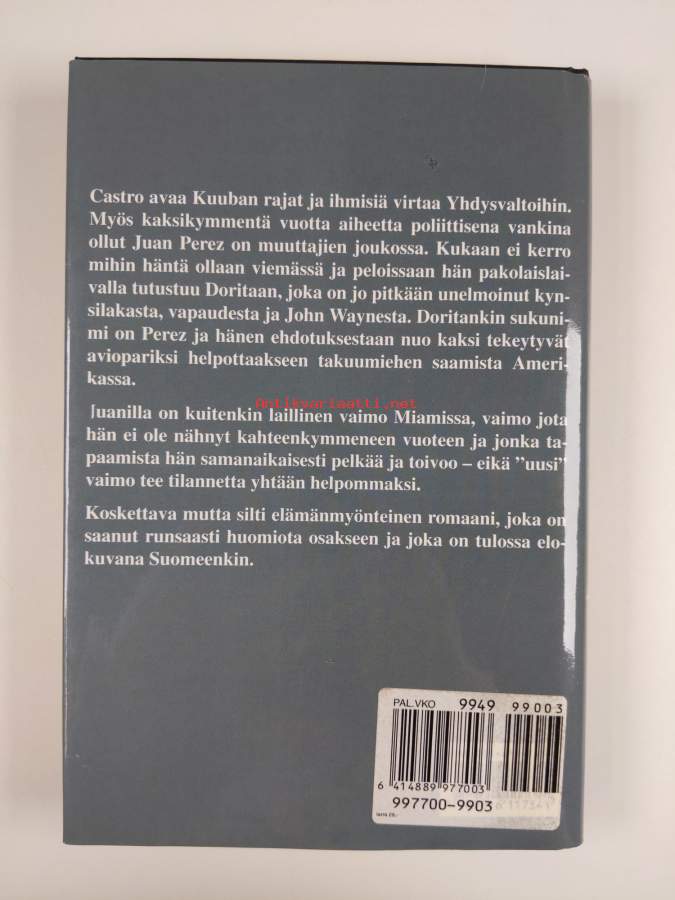 Castro avaa Kuuban rajat ja ihmisiä virtaa Yhdysvaltoihin.
Myös kaksikymmentä vuotta aiheetta poliittisena vankina
ollut Juan Perez on muuttajien joukossa. Kukaan ei kerro
mihin häntä ollaan viemässä ja peloissaan hän pakolaislai-
valla tutustuu Doritaan, joka on jo pitkään unelmoinut kyn-
silakasta, vapaudesta ja John Waynesta. Doritankin sukuni-
mi on Perez ja hänen ehdotuksestaan nuo kaksi tekeytyvät
aviopariksi helpottaakseen takuumiehen saamista Ameri-
kassa.
Antikvariaatti.net
Juanilla on kuitenkin laillinen vaimo Miamissa, vaimo jota
hän ei ole nähnyt kahteenkymmeneen vuoteen ja jonka ta-
paamista hän samanaikaisesti pelkää ja toivoo – eikä ”uusi”
vaimo tee tilannetta yhtään helpommaksi.
Koskettava mutta silti elämänmyönteinen romaani, joka on
saanut runsaasti huomiota osakseen ja joka on tulossa elo-
kuvana Suomeenkin.
PAL.VKO 9949 99003
6 414889 977003
997700-9903